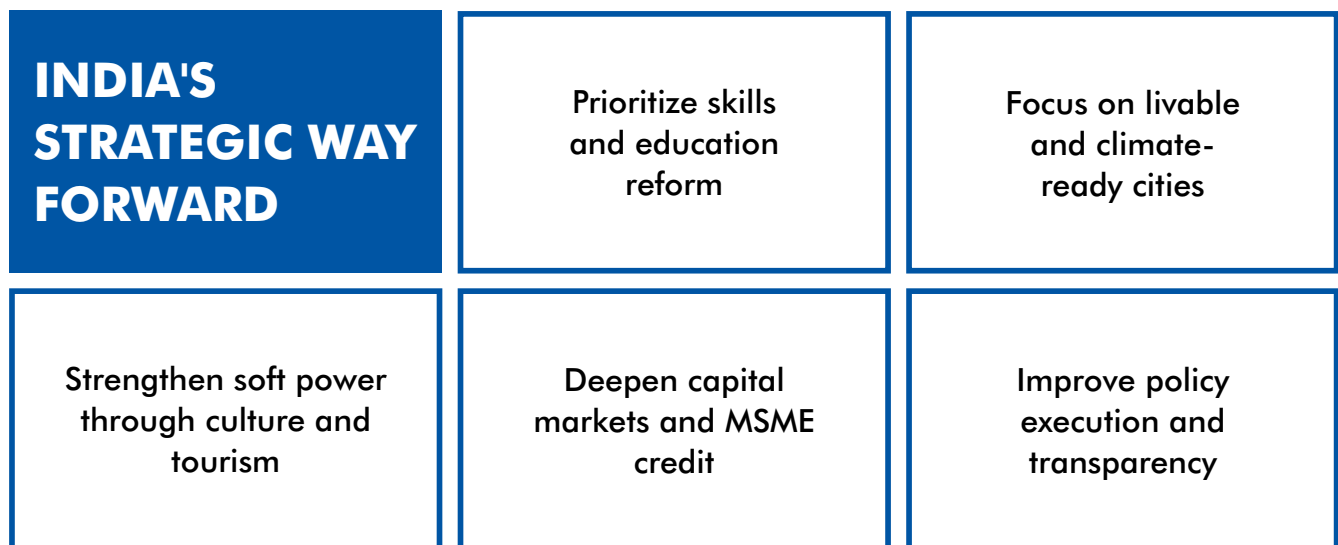 INDIA'S
STRATEGIC WAY
FORWARD
Prioritize skills
and education
reform
Focus on livable
and climate-
ready cities
Strengthen soft power
through culture and
tourism
Deepen capital
markets and MSME
credit
Improve policy
execution and
transparency